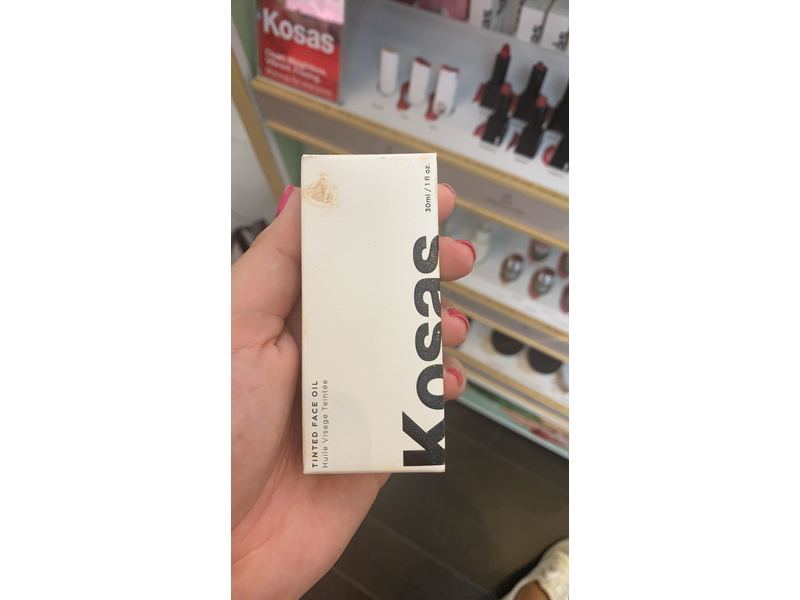 Kosas
Kosas
30ml / 1 fl oz.
TINTED FACE OIL
Huile Visage Teintée